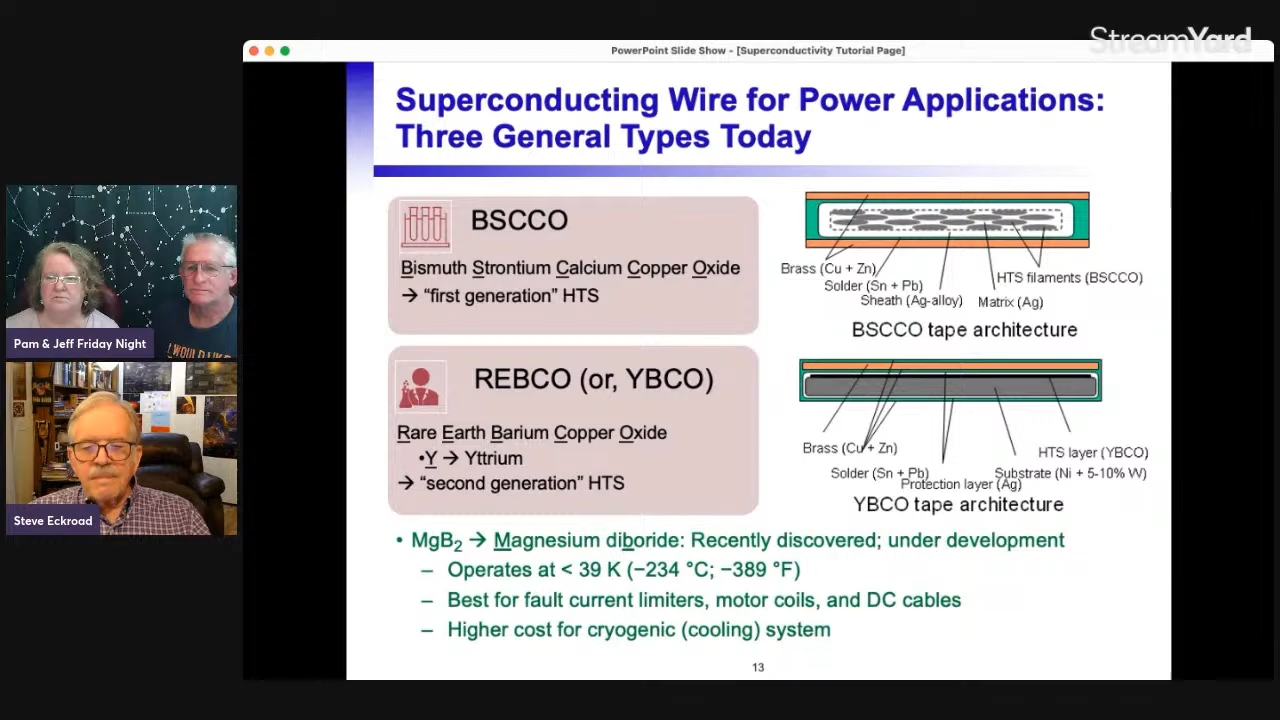 StreamYard
PowerPoint Slide Show - [Superconductivity Tutorial Page]
Superconducting Wire for Power Applications:
Three General Types Today
BSCCO
Bismuth Strontium Calcium Copper Oxide
→ “first generation” HTS
Brass (Cu + Zn)
Solder (Sn + Pb)
Sheath (Ag-alloy)
Matrix (Ag)
HTS filaments (BSCCO)
BSCCO tape architecture
REBCO (or, YBCO)
Rare Earth Barium Copper Oxide
•Y → Yttrium
→ “second generation” HTS
Brass (Cu + Zn)
Solder (Sn + Pb)
Protection layer (Ag)
Substrate (Ni + 5-10% W)
HTS layer (YBCO)
YBCO tape architecture
• MgB2 → Magnesium diboride: Recently discovered; under development
– Operates at < 39 K (−234 °C; −389 °F)
– Best for fault current limiters, motor coils, and DC cables
– Higher cost for cryogenic (cooling) system
13
Pam & Jeff Friday Night
I WOULD LIKE
Steve Eckroad